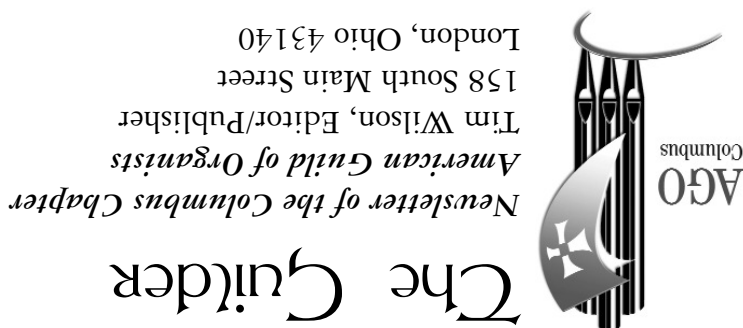 The Guilder
Newsletter of the Columbus Chapter
American Guild of Organists
Tim Wilson, Editor/Publisher
158 South Main Street
London, Ohio 43140
AGO
Columbus